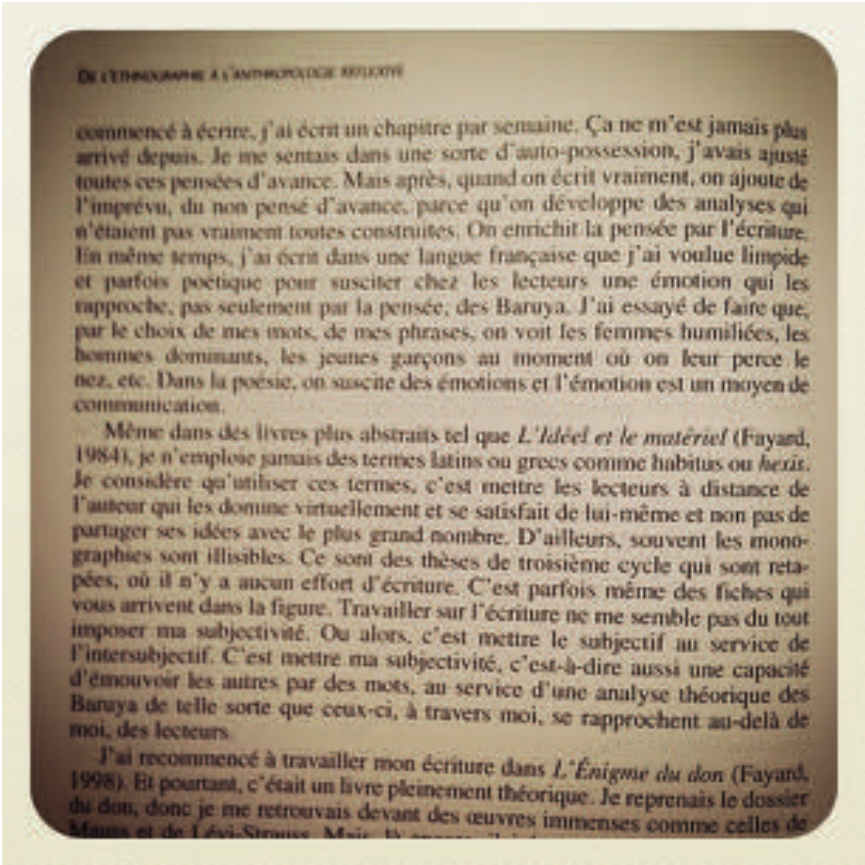 DE L'ETHNOGRAPHIE À L'ANTHROPOLOGIE RÉFLEXIVE
commencé à écrire, j'ai écrit un chapitre par semaine. Ça ne m'est jamais plus
arrivé depuis. Je me sentais dans une sorte d'auto-possession, j'avais ajusté
toutes ces pensées d'avance. Mais après, quand on écrit vraiment, on ajoute de
l'imprévu, du non pensé d'avance, parce qu'on développe des analyses qui
n'étaient pas vraiment toutes construites. On enrichit la pensée par l'écriture.
En même temps, j'ai écrit dans une langue française que j'ai voulue limpide
et parfois poétique pour susciter chez les lecteurs une émotion qui les
rapproche, pas seulement par la pensée, des Baruya. J'ai essayé de faire que,
par le choix de mes mots, de mes phrases, on voit les femmes humiliées, les
hommes dominants, les jeunes garçons au moment où on leur perce le
nez, etc. Dans la poésie, on suscite des émotions et l'émotion est un moyen de
communication.
Même dans des livres plus abstraits tel que L'Idéel et le matériel (Fayard,
1984), je n'emploie jamais des termes latins ou grecs comme habitus ou hexis.
Je considère qu'utiliser ces termes, c'est mettre les lecteurs à distance de
l'auteur qui les domine virtuellement et se satisfait de lui-même et non pas de
partager ses idées avec le plus grand nombre. D'ailleurs, souvent les mono-
graphies sont illisibles. Ce sont des thèses de troisième cycle qui sont reta-
pées, où il n'y a aucun effort d'écriture. C'est parfois même des fiches qui
vous arrivent dans la figure. Travailler sur l'écriture ne me semble pas du tout
imposer ma subjectivité. Ou alors, c'est mettre le subjectif au service de
l'intersubjectif. C'est mettre ma subjectivité, c'est-à-dire aussi une capacité
d'émouvoir les autres par des mots, au service d'une analyse théorique des
Baruya de telle sorte que ceux-ci, à travers moi, se rapprochent au-delà de
moi, des lecteurs.
J'ai recommencé à travailler mon écriture dans L'Énigme du don (Fayard,
1998). Et pourtant, c'était un livre pleinement théorique. Je reprenais le dossier
du don, donc je me retrouvais devant des œuvres immenses comme celles de
Mauss et de Lévi-Strauss. Mais, là